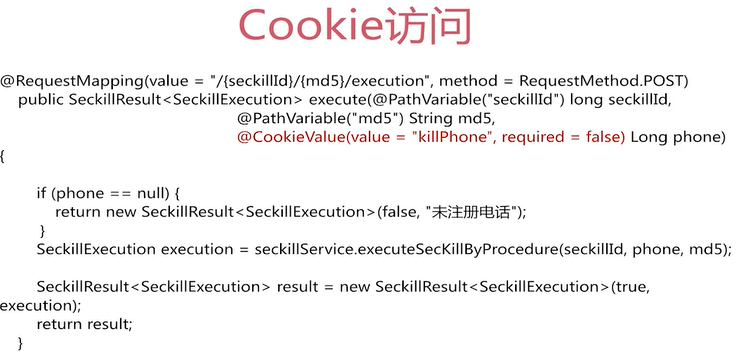 Cookie访问
@RequestMapping(value = "/{seckillId}/{md5}/execution", method = RequestMethod.POST)
public SeckillResult<SeckillExecution> execute(@PathVariable("seckillId") long seckillId,
@PathVariable("md5") String md5,
@CookieValue(value = "killPhone", required = false) Long phone)
{
if (phone == null) {
return new SeckillResult<SeckillExecution>(false, "未注册电话");
}
SeckillExecution execution = seckillService.executeSecKillByProcedure(seckillId, phone, md5);
SeckillResult<SeckillExecution> result = new SeckillResult<SeckillExecution>(true,
execution);
return result;
}